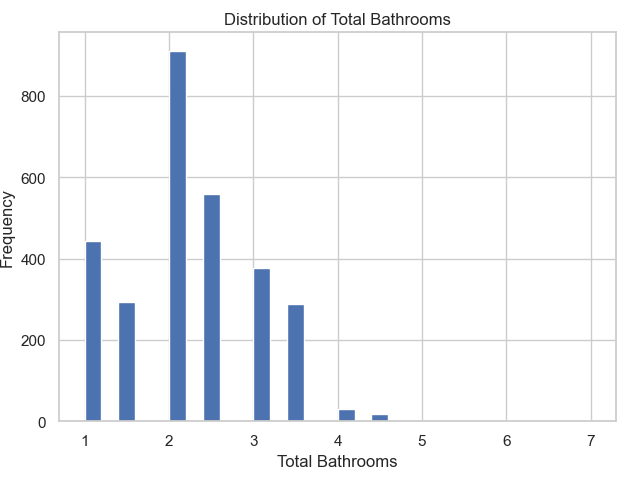 Distribution of Total Bathrooms
Frequency
800
600
400
200
0
1 2 3 4 5 6 7
Total Bathrooms